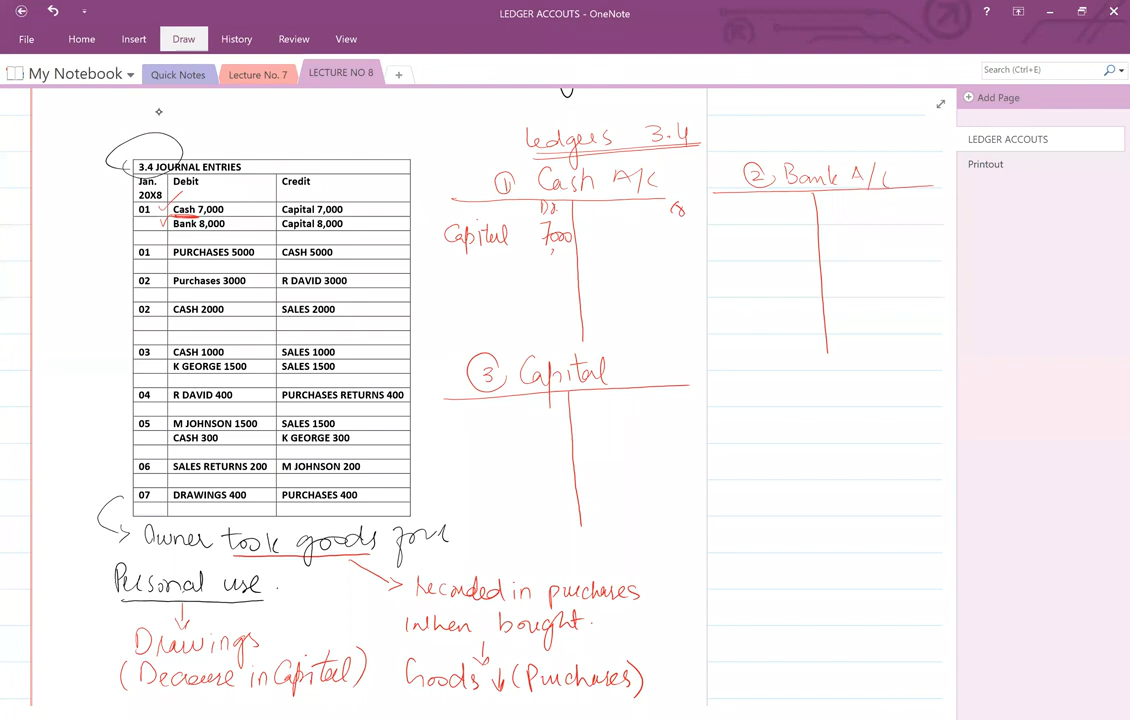 LEDGER ACCOUTS - OneNote
File Home Insert Draw History Review View
My Notebook Quick Notes Lecture No. 7 LECTURE NO 8
Search (Ctrl+E)
Add Page
LEDGER ACCOUTS
Printout
3.4 JOURNAL ENTRIES
Jan. 20X8 Debit Credit
01 Cash 7,000 Capital 7,000
Bank 8,000 Capital 8,000
01 PURCHASES 5000 CASH 5000
02 Purchases 3000 R DAVID 3000
02 CASH 2000 SALES 2000
03 CASH 1000 SALES 1000
K GEORGE 1500 SALES 1500
04 R DAVID 400 PURCHASES RETURNS 400
05 M JOHNSON 1500 SALES 1500
CASH 300 K GEORGE 300
06 SALES RETURNS 200 M JOHNSON 200
07 DRAWINGS 400 PURCHASES 400
Owner took goods for
Personal use.
Drawings
(Decrease in Capital)
recorded in purchases
when bought.
Goods ↓ (Purchases)
ledgers 3.4
1 Cash A/C
Dr
Capital 7000
2 Bank A/C
3 Capital